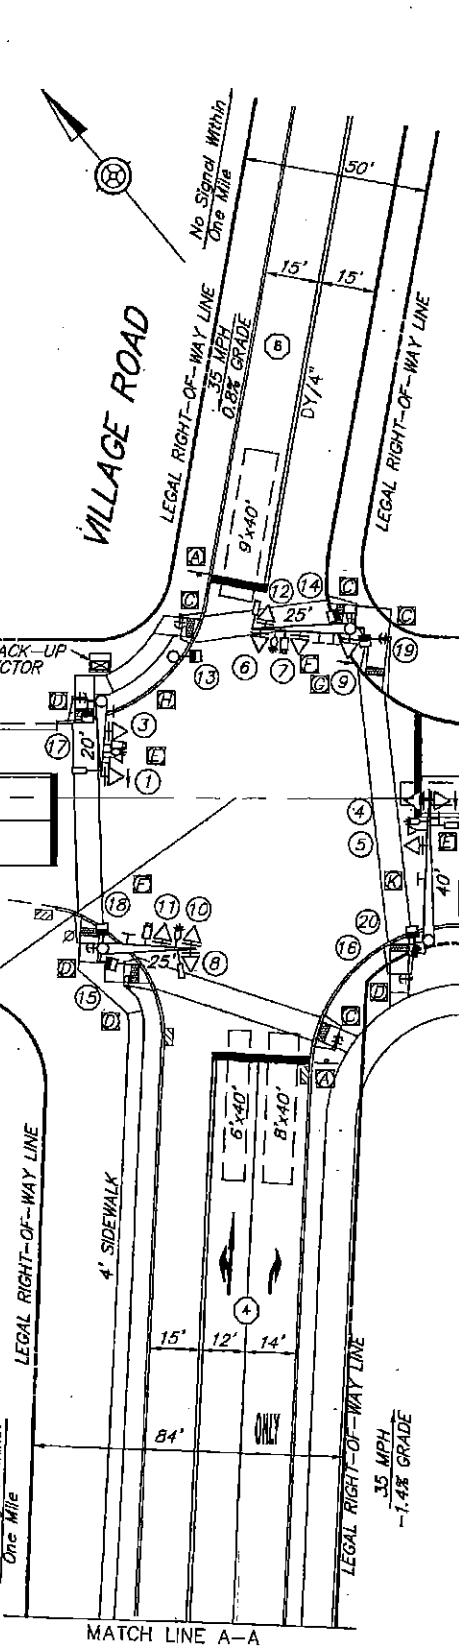 No Signal Within
One Mile
50'
15'
15'
LEGAL RIGHT-OF-WAY LINE
35 MPH
0.8% GRADE
B
DY/4"
LEGAL RIGHT-OF-WAY LINE
VILLAGE ROAD
9'x40'
A
C
12
14
C
C
25'
6
7
F
G
9
19
13
H
ACK-UP
CTOR
D
17
20'
3
E
1
4
5
E
40'
K
F
18
11
10
20
16
8
25'
D
15
D
D
C
A
6'x40'
8'x40'
4' SIDEWALK
LEGAL RIGHT-OF-WAY LINE
A
15'
12'
14'
ONLY
84'
LEGAL RIGHT-OF-WAY LINE
35 MPH
-1.4% GRADE
One Mile
MATCH LINE A-A